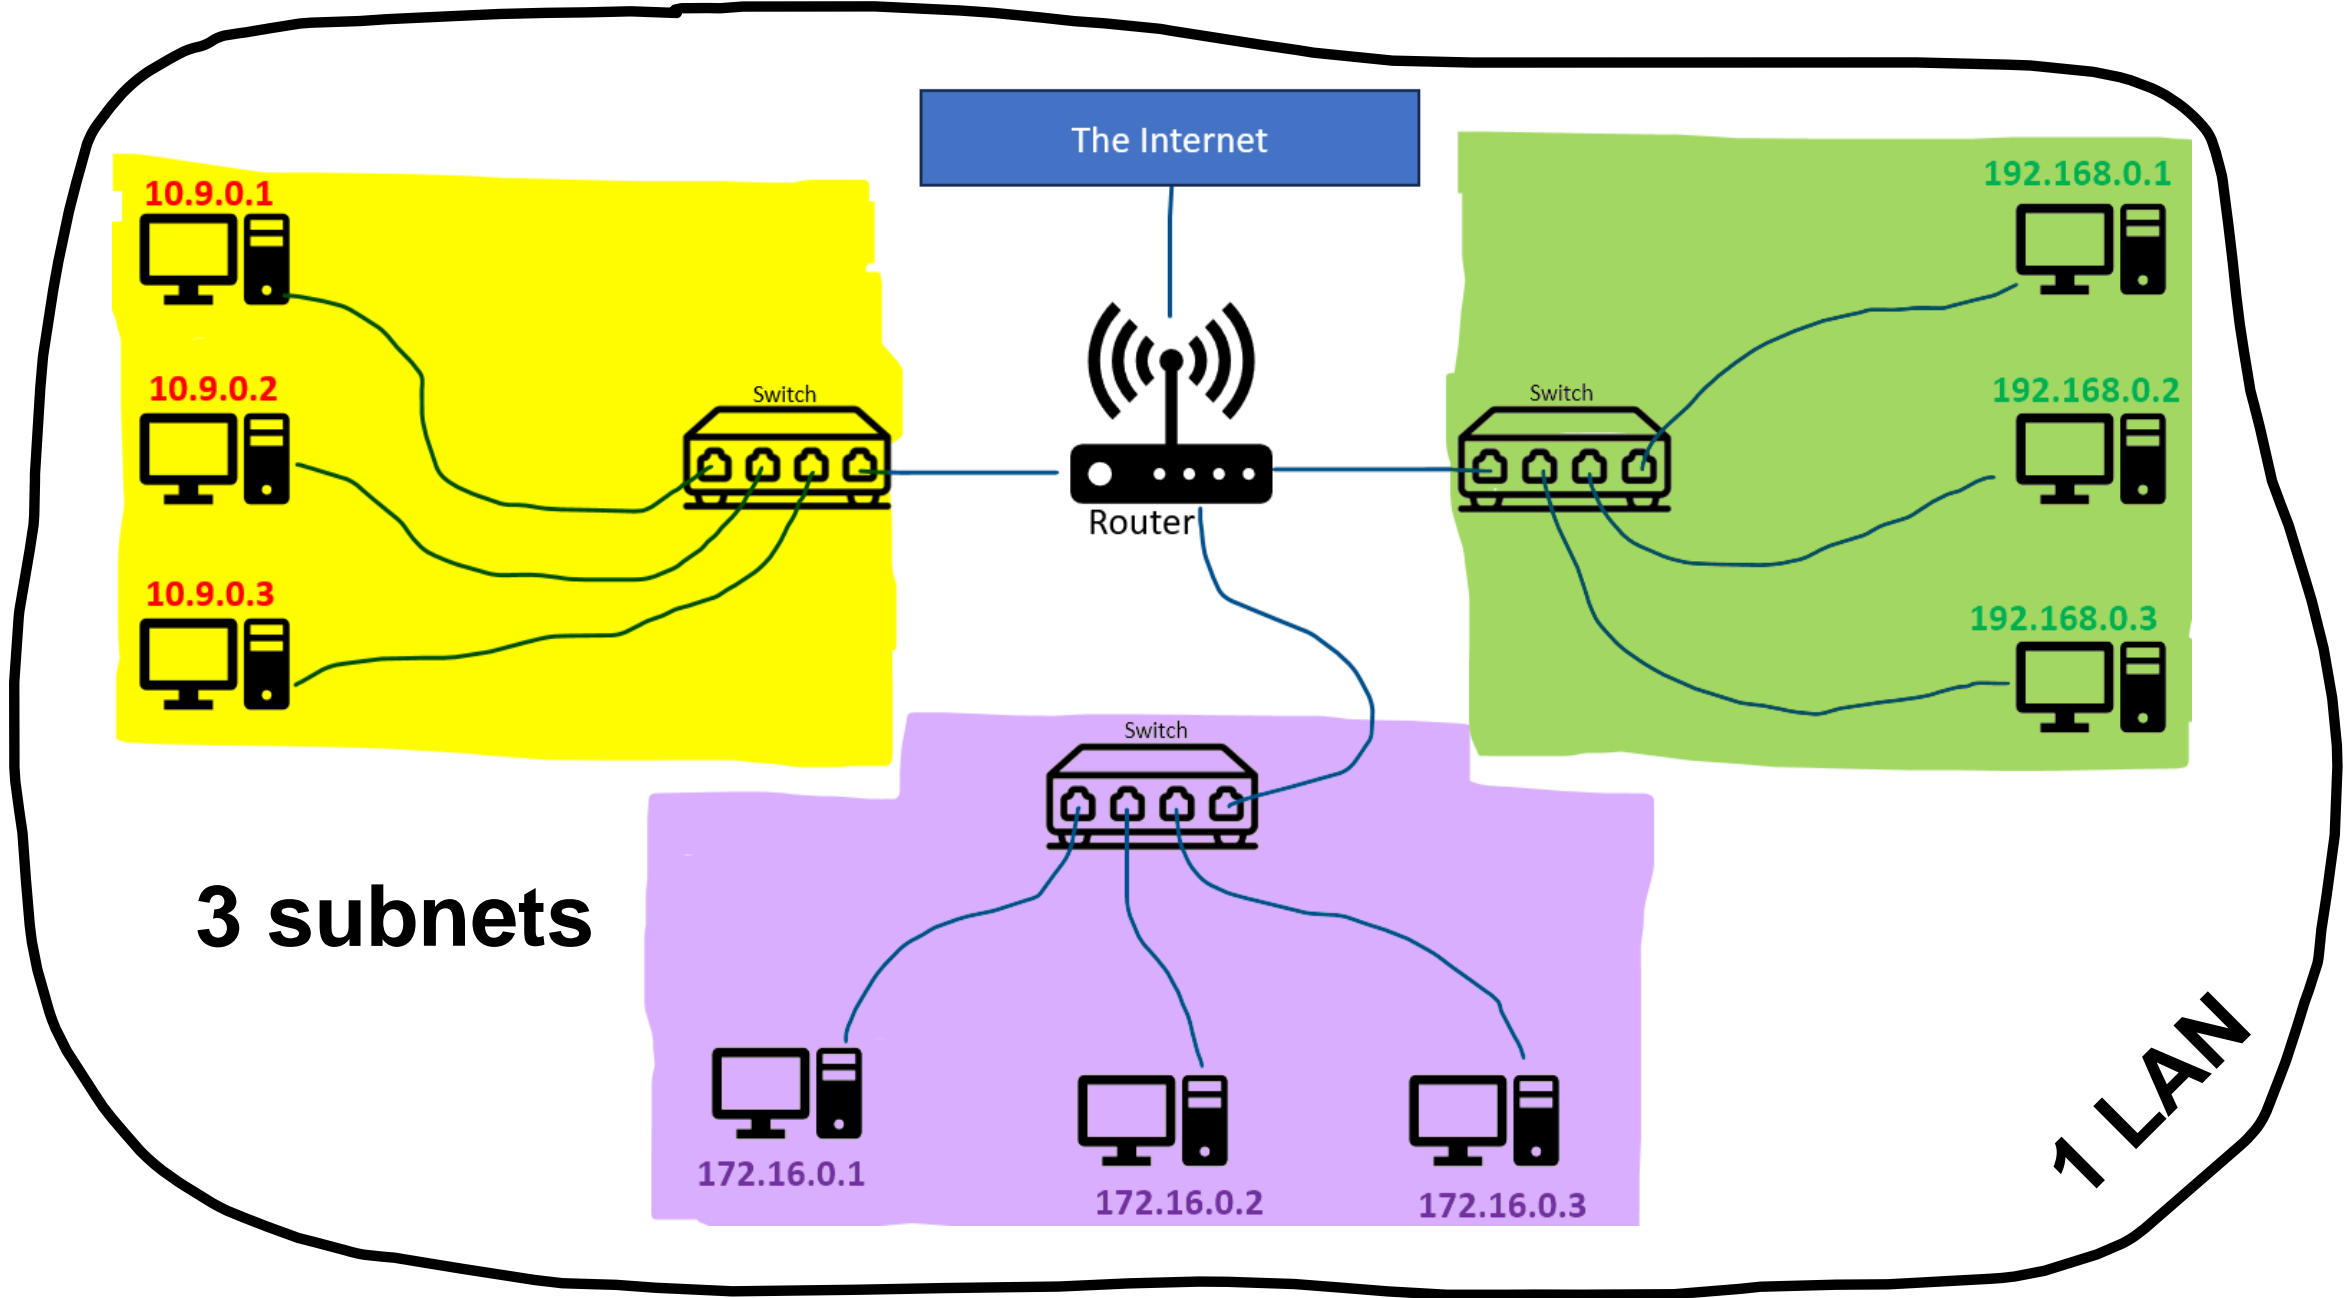 The Internet
10.9.0.1
10.9.0.2
10.9.0.3
Switch
Router
Switch
192.168.0.1
192.168.0.2
192.168.0.3
Switch
3 subnets
172.16.0.1
172.16.0.2
172.16.0.3
1 LAN